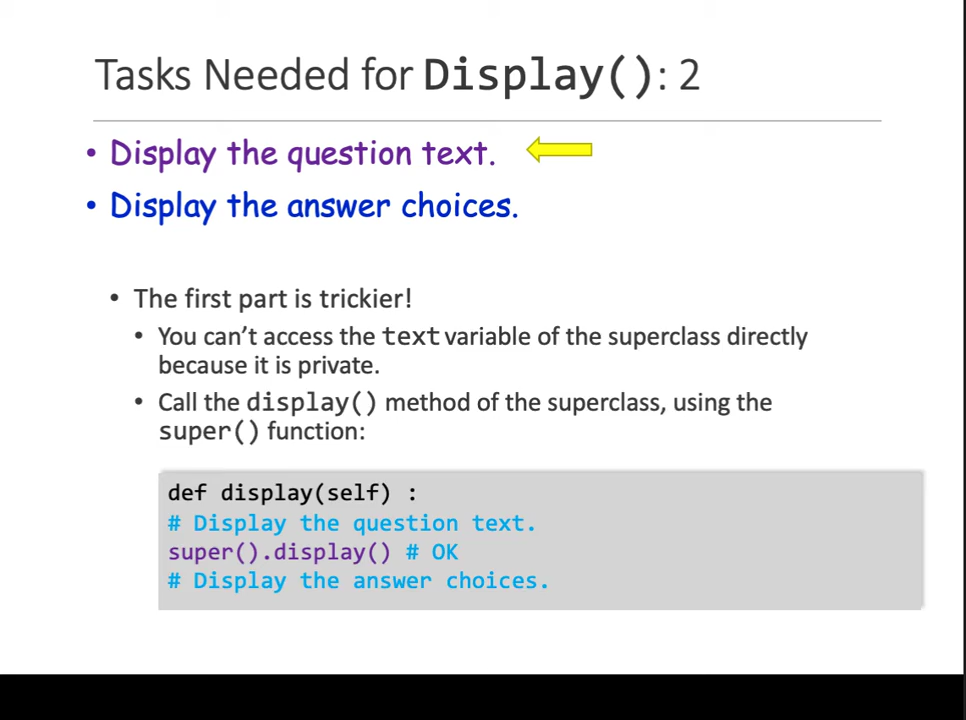 Tasks Needed for Display(): 2
• Display the question text.
• Display the answer choices.
• The first part is trickier!
• You can't access the text variable of the superclass directly
because it is private.
• Call the display() method of the superclass, using the
super() function:
def display(self) :
# Display the question text.
super().display() # OK
# Display the answer choices.